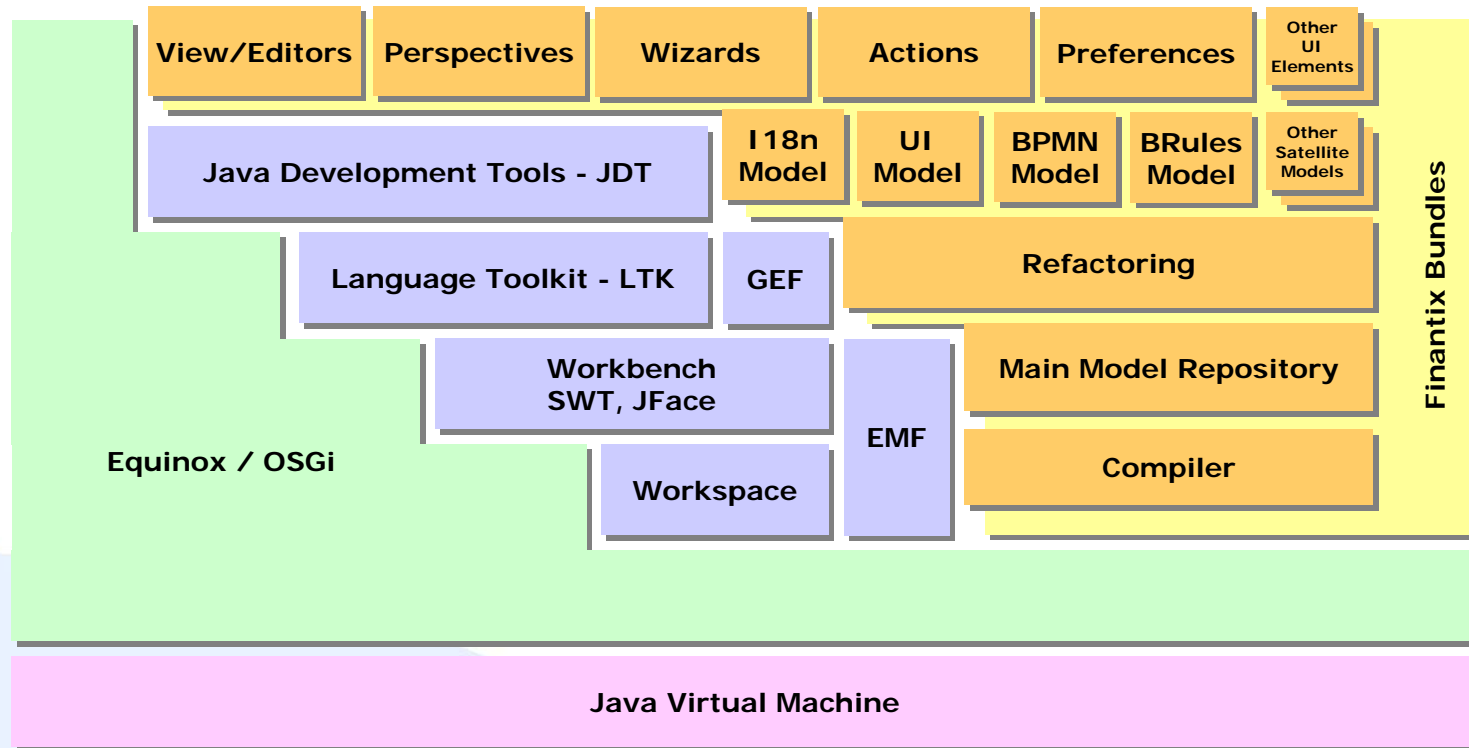 View/Editors
Perspectives
Wizards
Actions
Preferences
Other
UI
Elements
Java Development Tools - JDT
I18n
Model
UI
Model
BPMN
Model
BRules
Model
Other
Satellite
Models
Language Toolkit - LTK
GEF
Refactoring
Finantix Bundles
Workbench
SWT, JFace
EMF
Main Model Repository
Equinox / OSGi
Workspace
Compiler
Java Virtual Machine